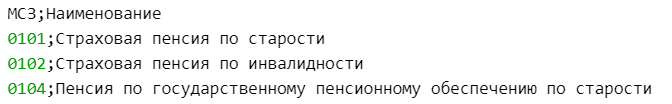 МСЗ;Наименование
0101;Страховая пенсия по старости
0102;Страховая пенсия по инвалидности
0104;Пенсия по государственному пенсионному обеспечению по старости